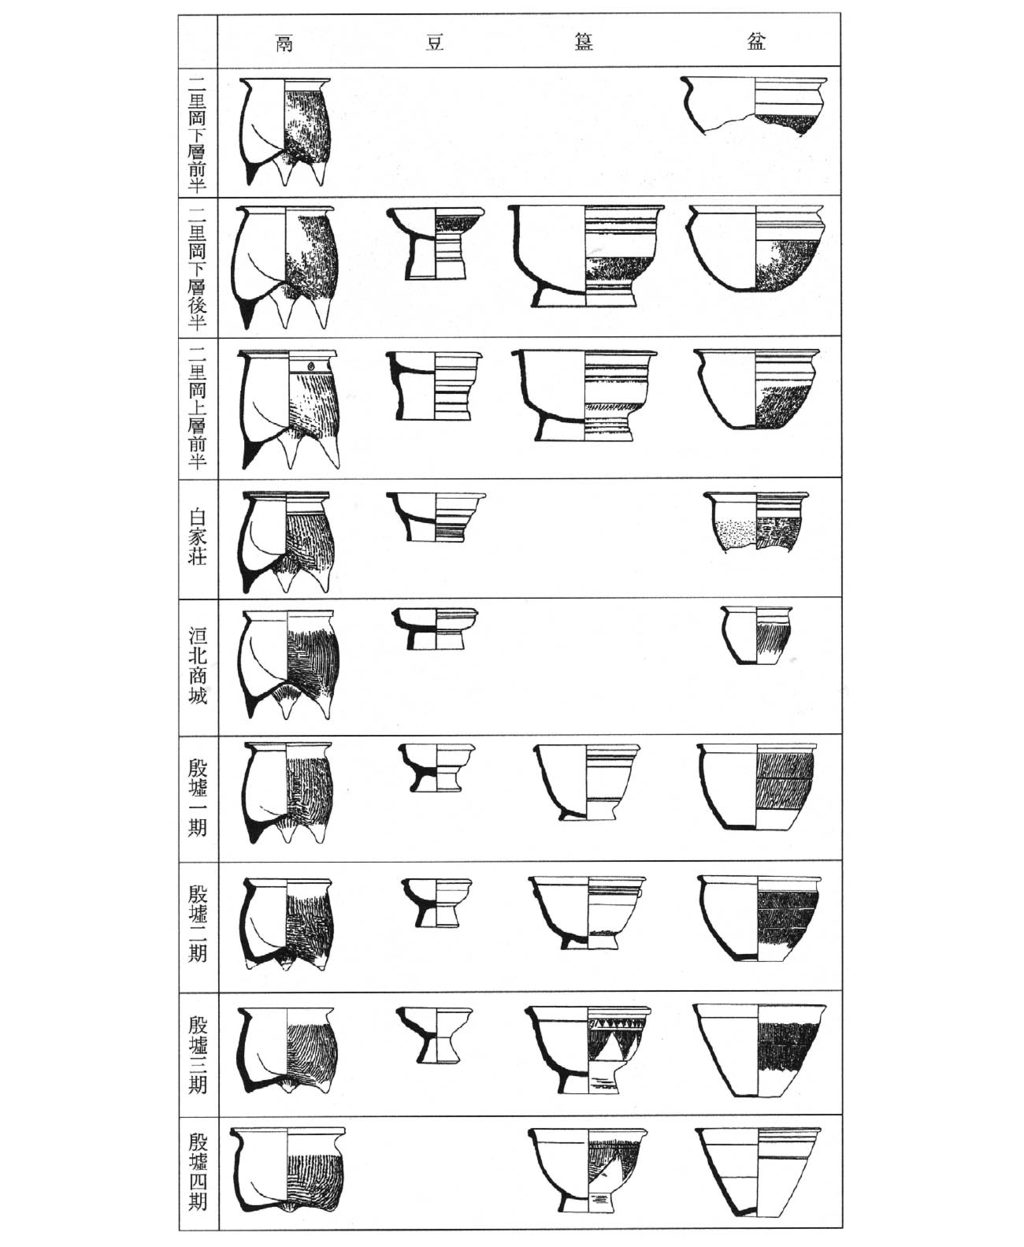 鬲 豆 簋 盆
二里岡下層前半
二里岡下層後半
二里岡上層前半
白家荘
洹北商城
殷墟一期
殷墟二期
殷墟三期
殷墟四期